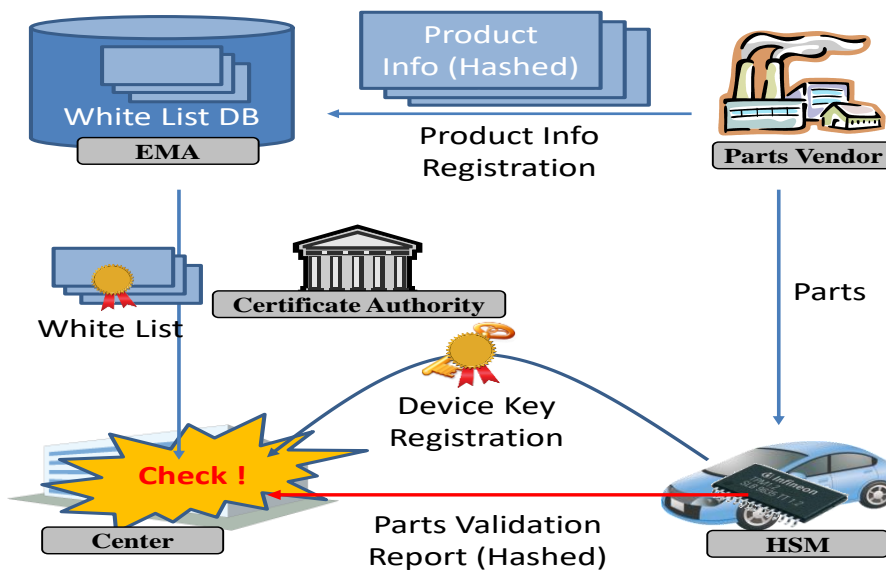 Product
Info (Hashed)
White List DB
EMA
Product Info
Registration
Parts Vendor
Certificate Authority
White List
Parts
Device Key
Registration
Check !
Infineon
Center
Parts Validation
Report (Hashed)
HSM